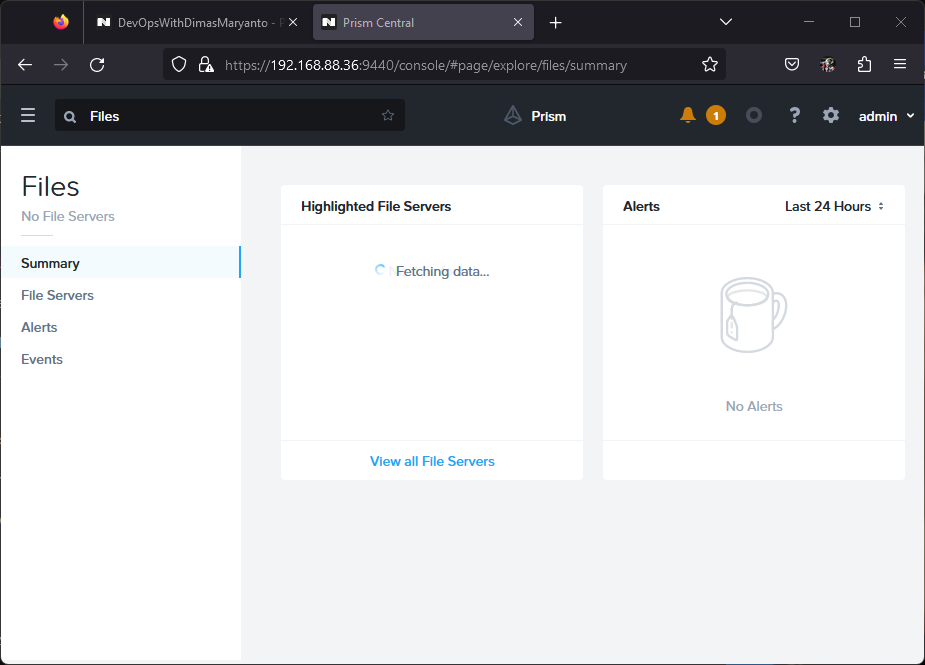 DevOpsWithDimasMaryanto -
Prism Central
https://192.168.88.36:9440/console/#page/explore/files/summary
Files
Prism
1
?
admin
Files
No File Servers
Summary
File Servers
Alerts
Events
Highlighted File Servers
Fetching data...
View all File Servers
Alerts
Last 24 Hours
No Alerts